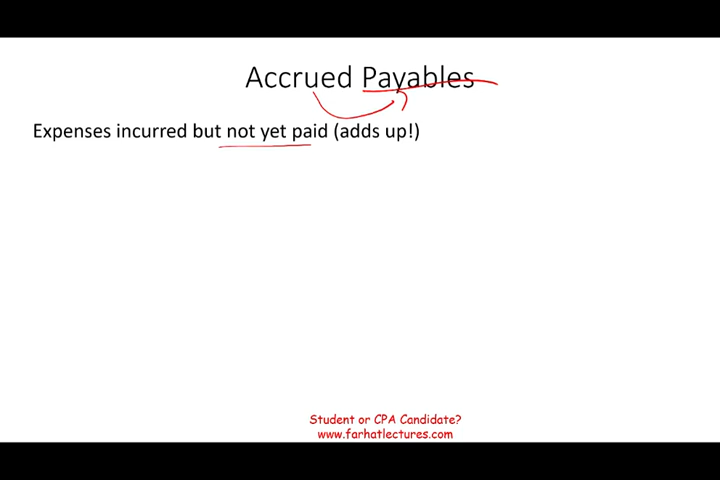 Accrued Payables
Expenses incurred but not yet paid (adds up!)
Student or CPA Candidate?
www.farhatlectures.com